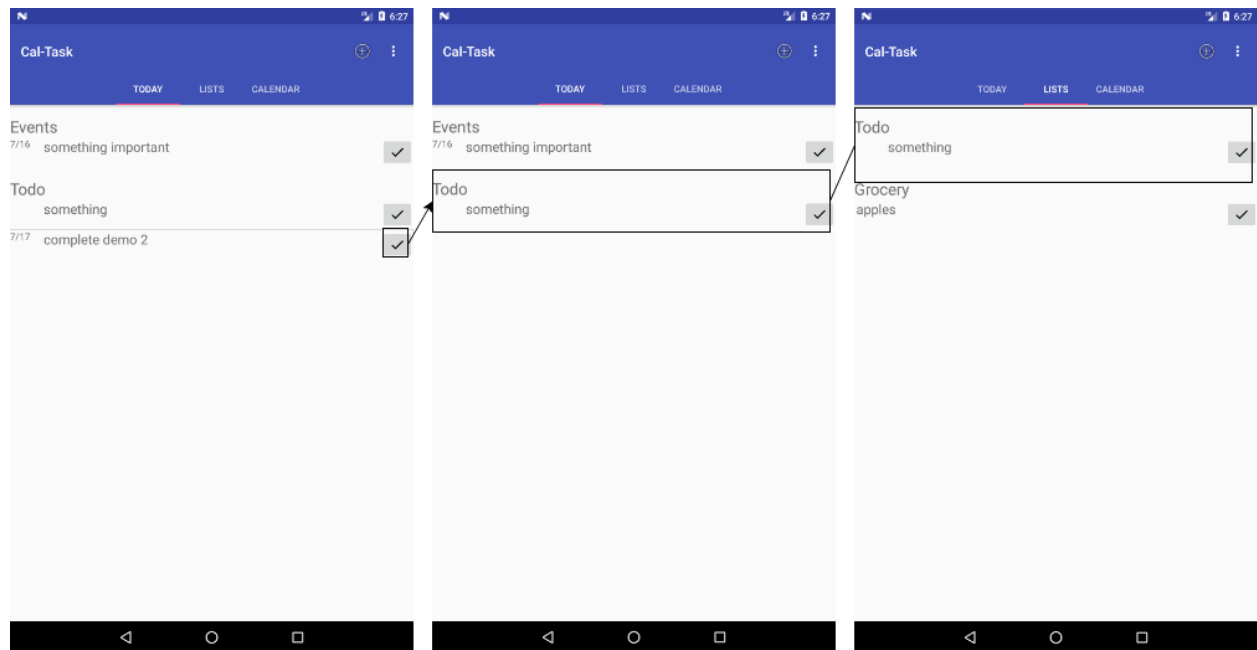 6:27
Cal-Task
TODAY LISTS CALENDAR
Events
7/16 something important
Todo
something
7/17 complete demo 2
6:27
Cal-Task
TODAY LISTS CALENDAR
Events
7/16 something important
Todo
something
6:27
Cal-Task
TODAY LISTS CALENDAR
Todo
something
Grocery
apples